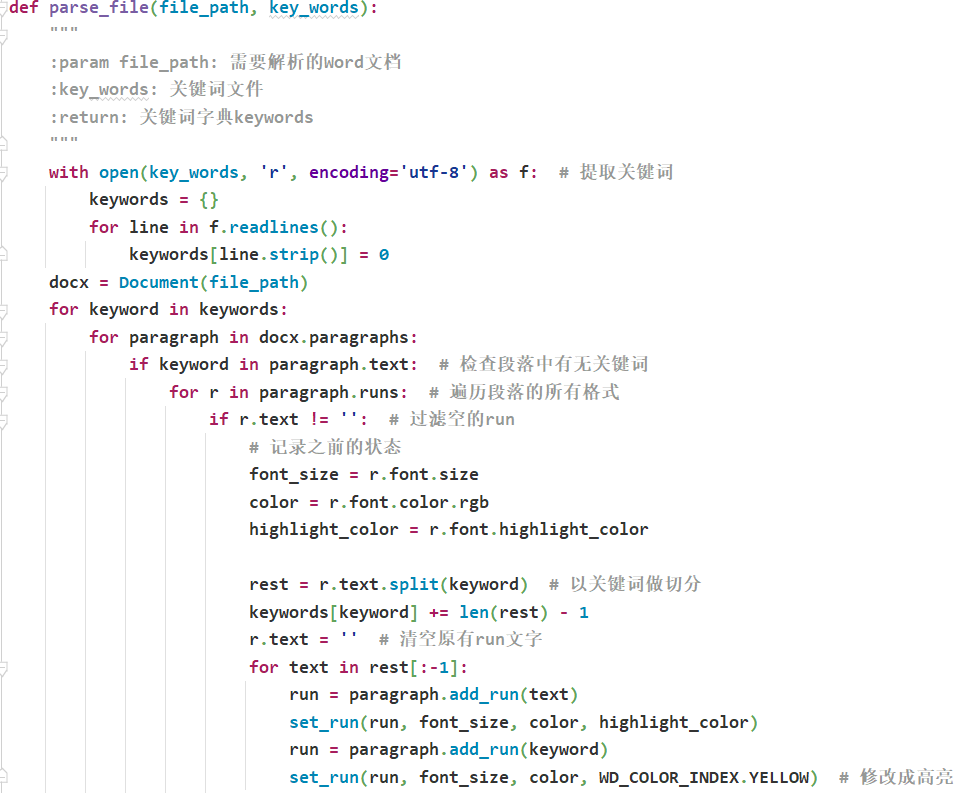 def parse_file(file_path, key_words):
    """
    :param file_path: 需要解析的Word文档
    :key_words: 关键词文件
    :return: 关键词字典keywords
    """
    with open(key_words, 'r', encoding='utf-8') as f:  # 提取关键词
        keywords = {}
        for line in f.readlines():
            keywords[line.strip()] = 0
    docx = Document(file_path)
    for keyword in keywords:
        for paragraph in docx.paragraphs:
            if keyword in paragraph.text:  # 检查段落中有无关键词
                for r in paragraph.runs:  # 遍历段落的所有格式
                    if r.text != '':  # 过滤空的run
                        # 记录之前的状态
                        font_size = r.font.size
                        color = r.font.color.rgb
                        highlight_color = r.font.highlight_color

                        rest = r.text.split(keyword)  # 以关键词做切分
                        keywords[keyword] += len(rest) - 1
                        r.text = ''  # 清空原有run文字
                        for text in rest[:-1]:
                            run = paragraph.add_run(text)
                            set_run(run, font_size, color, highlight_color)
                            run = paragraph.add_run(keyword)
                            set_run(run, font_size, color, WD_COLOR_INDEX.YELLOW)  # 修改成高亮